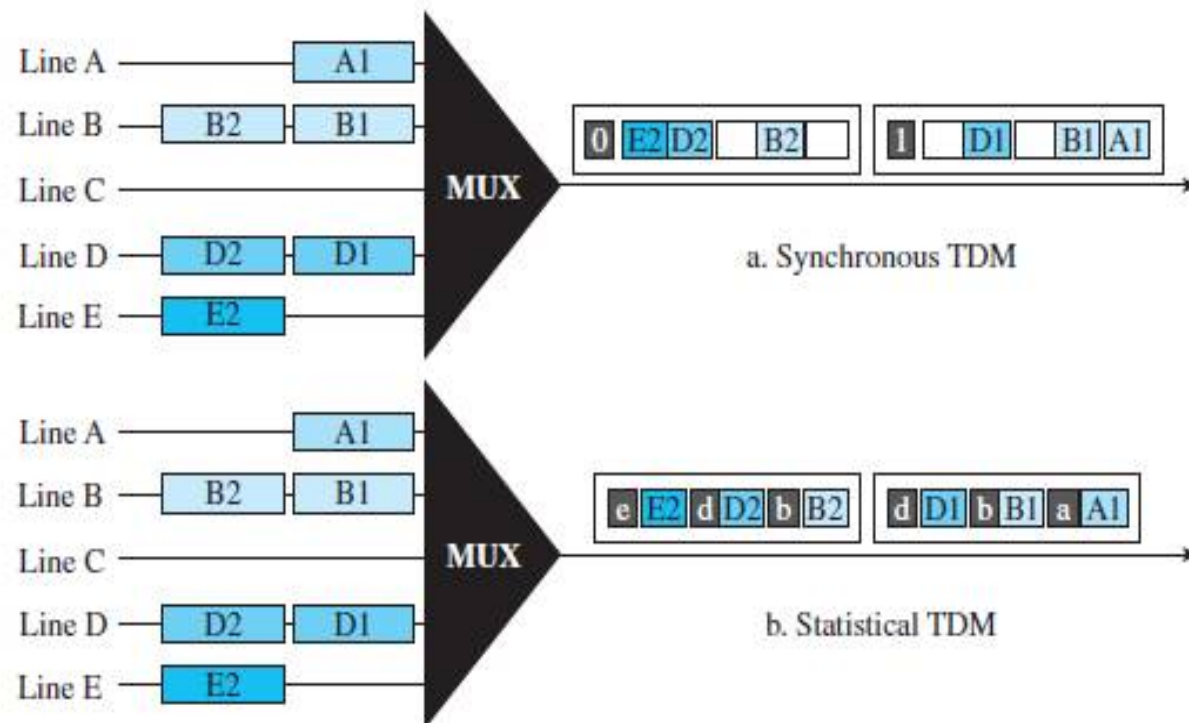 Line A A1
Line B B2 B1
Line C
Line D D2 D1
Line E E2
MUX
0 E2 D2 B2 1 D1 B1 A1
a. Synchronous TDM
Line A A1
Line B B2 B1
Line C
Line D D2 D1
Line E E2
MUX
e E2 d D2 b B2 d D1 b B1 a A1
b. Statistical TDM